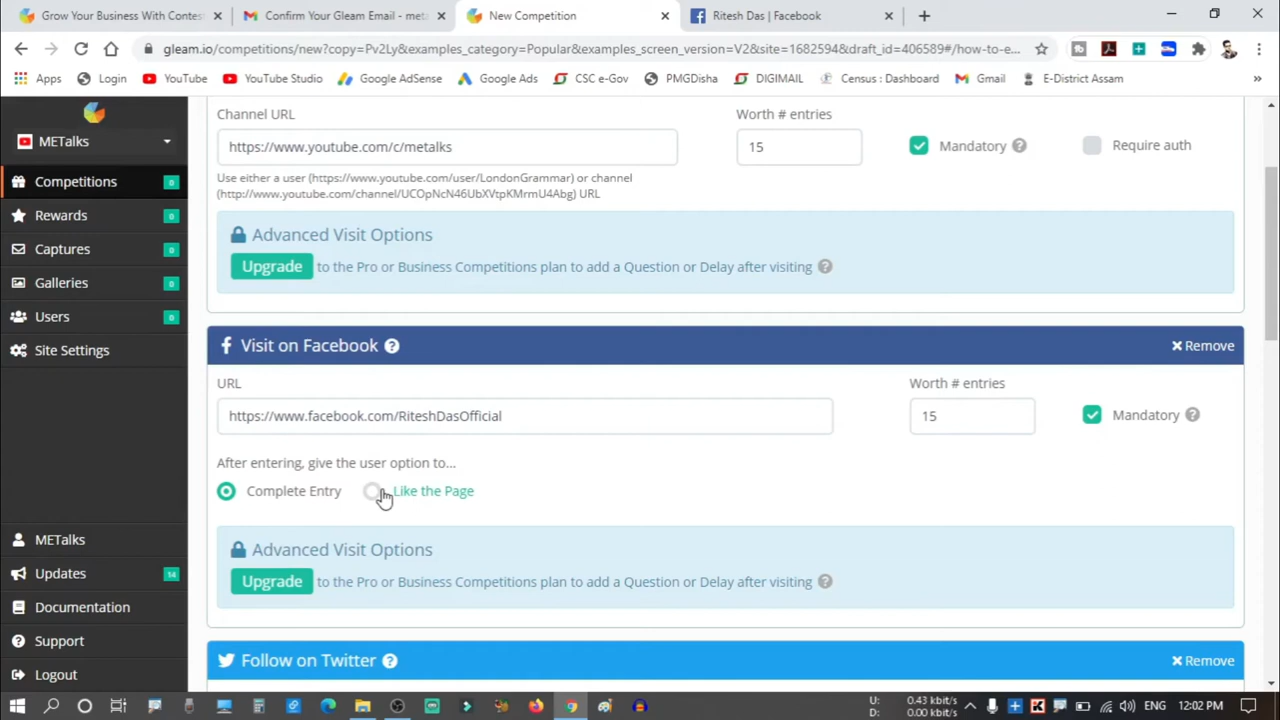 Grow Your Business With Contes
Confirm Your Gleam Email - meta
New Competition
Ritesh Das | Facebook
gleam.io/competitions/new?copy=Pv2Ly&examples_category=Popular&examples_screen_version=V2&site=1682594&draft_id=406589#/how-to-e...
Apps
Login
YouTube
YouTube Studio
Google AdSense
Google Ads
CSC e-Gov
PMGDisha
DIGIMAIL
Census : Dashboard
Gmail
E-District Assam
»
METalks
Competitions 0
Rewards 0
Captures 0
Galleries 0
Users 0
Site Settings
METalks
Updates 14
Documentation
Support
Logout
Channel URL
Worth # entries
https://www.youtube.com/c/metalks
15
Mandatory
Require auth
Use either a user (https://www.youtube.com/user/LondonGrammar) or channel
(http://www.youtube.com/channel/UCOpNcN46UbXVtpKMrmU4Abg) URL
Advanced Visit Options
Upgrade to the Pro or Business Competitions plan to add a Question or Delay after visiting
Visit on Facebook
Remove
URL
Worth # entries
https://www.facebook.com/RiteshDasOfficial
15
Mandatory
After entering, give the user option to...
Complete Entry
Like the Page
Advanced Visit Options
Upgrade to the Pro or Business Competitions plan to add a Question or Delay after visiting
Follow on Twitter
Remove
U: 0.43 kbit/s
D: 0.00 kbit/s
ENG
12:02 PM